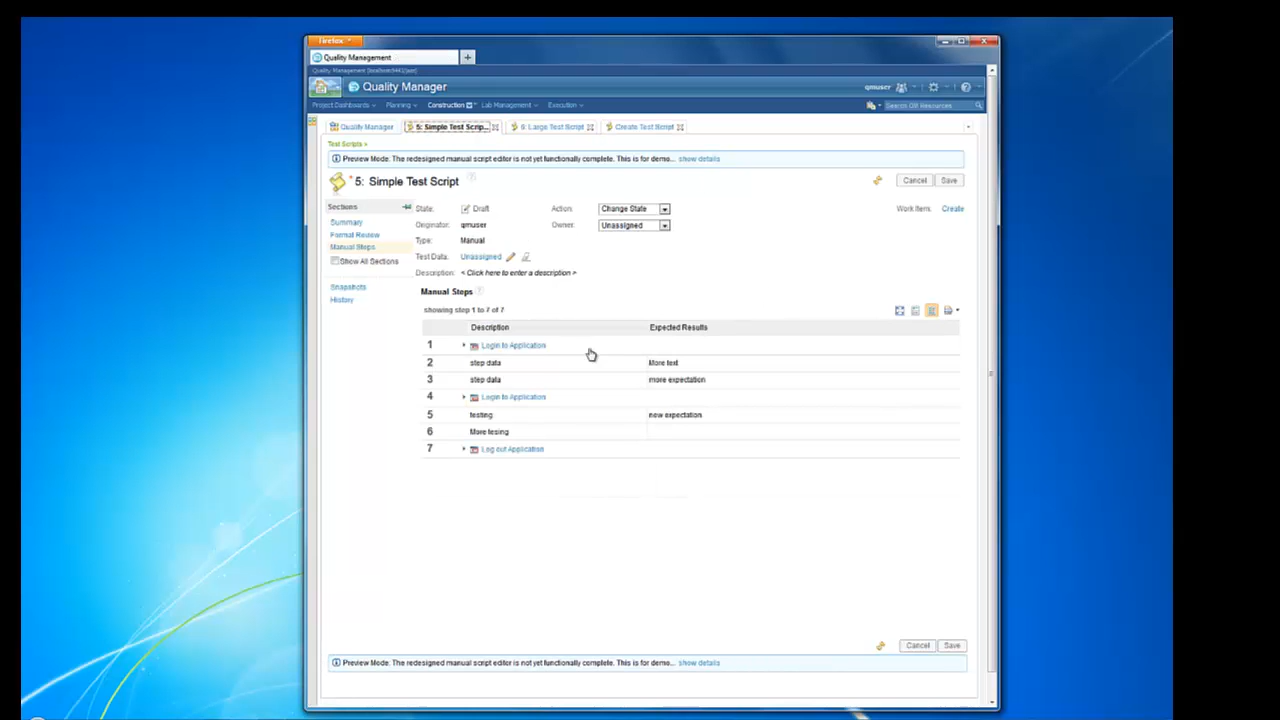 Firefox
Quality Management
Quality Management
Quality Manager
qmuser
Project Dashboards Planning Construction Lab Management Execution
Search QM Resources
Quality Manager 5: Simple Test Scrip... 6: Large Test Script Create Test Script
Test Scripts >
Preview Mode: The redesigned manual script editor is not yet functionally complete. This is for demo... show details
* 5: Simple Test Script
Cancel Save
Sections
Summary
Formal Review
Manual Steps
Show All Sections
Snapshots
History
State: Draft Action: Change State Work Item: Create
Originator: qmuser Owner: Unassigned
Type: Manual
Test Data: Unassigned
Description: < Click here to enter a description >
Manual Steps
showing step 1 to 7 of 7
Description Expected Results
1 Login to Application
2 step data More text
3 step data more expectation
4 Login to Application
5 testing new expectation
6 More tesing
7 Log out Application
Cancel Save
Preview Mode: The redesigned manual script editor is not yet functionally complete. This is for demo... show details